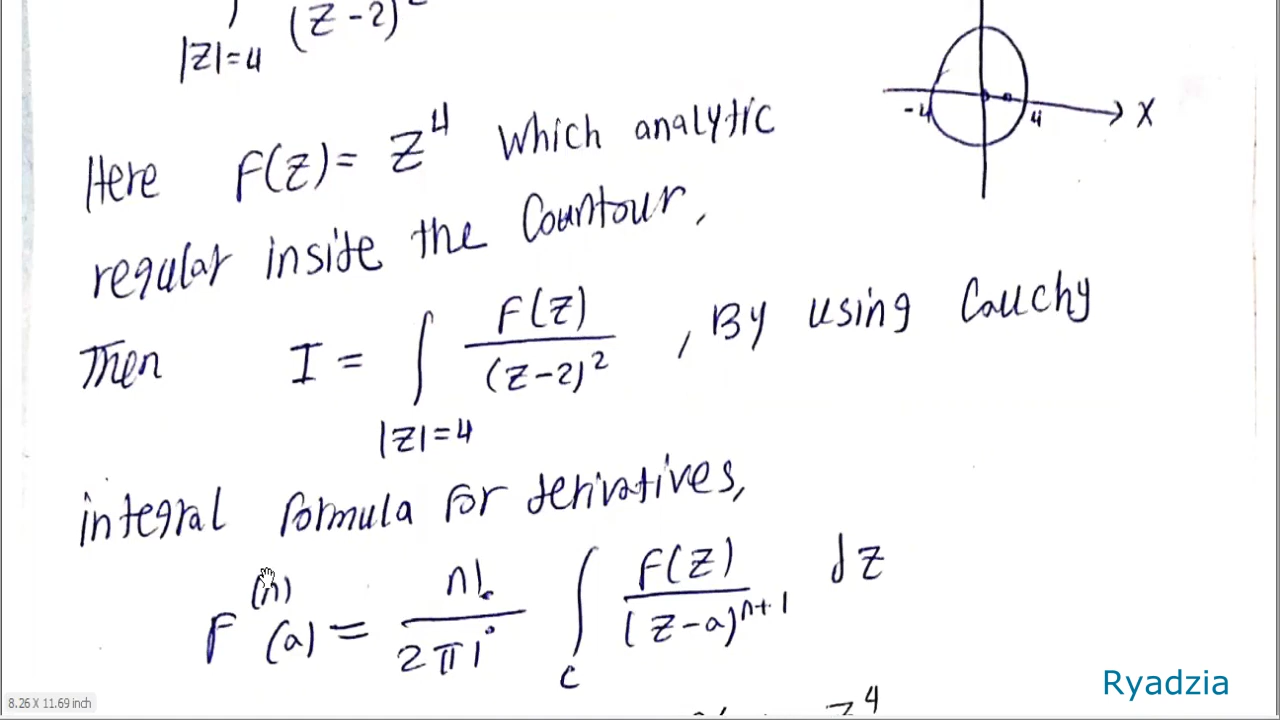 ∫ |Z|=4 (Z-2)²
-4 4 X
Here F(Z)= Z⁴ which analytic
regular inside the Countour,
Then I = ∫ |Z|=4 F(Z)/(Z-2)² , By using Cauchy
integral formula for derivatives,
F⁽ⁿ⁾(a) = n!/2πi ∫ c F(Z)/(Z-a)ⁿ⁺¹ dz
Z⁴
Ryadzia
8.26 X 11.69 inch